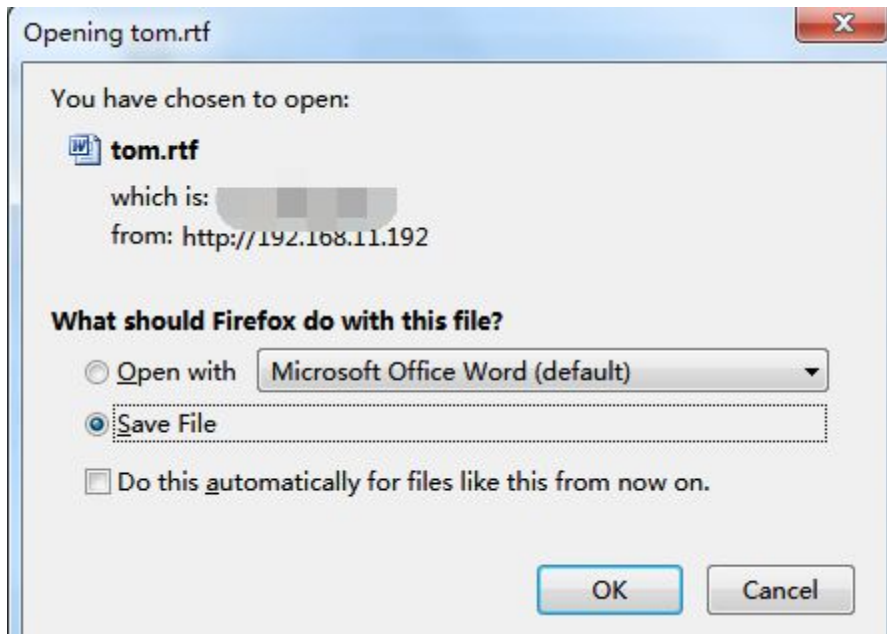 Opening tom.rtf
You have chosen to open:
tom.rtf
which is:
from: http://192.168.11.192
What should Firefox do with this file?
Open with Microsoft Office Word (default)
Save File
Do this automatically for files like this from now on.
OK Cancel